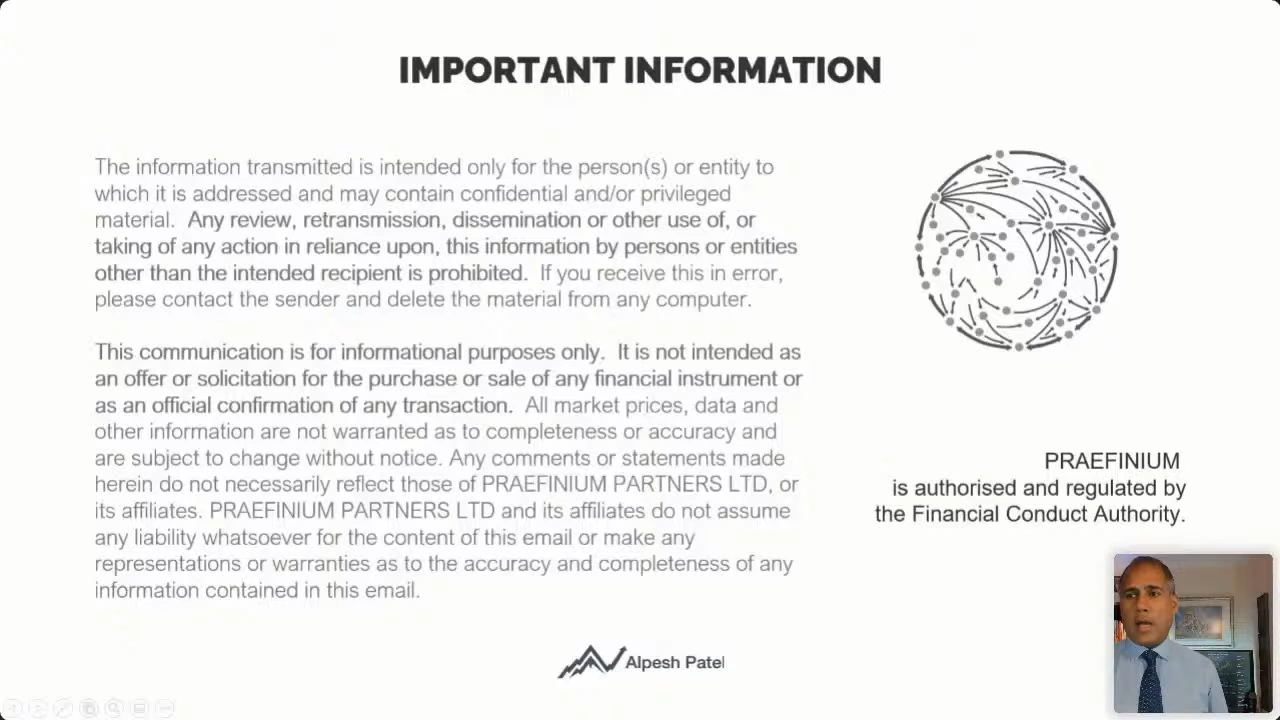 IMPORTANT INFORMATION
The information transmitted is intended only for the person(s) or entity to
which it is addressed and may contain confidential and/or privileged
material. Any review, retransmission, dissemination or other use of, or
taking of any action in reliance upon, this information by persons or entities
other than the intended recipient is prohibited. If you receive this in error,
please contact the sender and delete the material from any computer.
This communication is for informational purposes only. It is not intended as
an offer or solicitation for the purchase or sale of any financial instrument or
as an official confirmation of any transaction. All market prices, data and
other information are not warranted as to completeness or accuracy and
are subject to change without notice. Any comments or statements made
herein do not necessarily reflect those of PRAEFINIUM PARTNERS LTD, or
its affiliates. PRAEFINIUM PARTNERS LTD and its affiliates do not assume
any liability whatsoever for the content of this email or make any
representations or warranties as to the accuracy and completeness of any
information contained in this email.
PRAEFINIUM
is authorised and regulated by
the Financial Conduct Authority.
Alpesh Patel